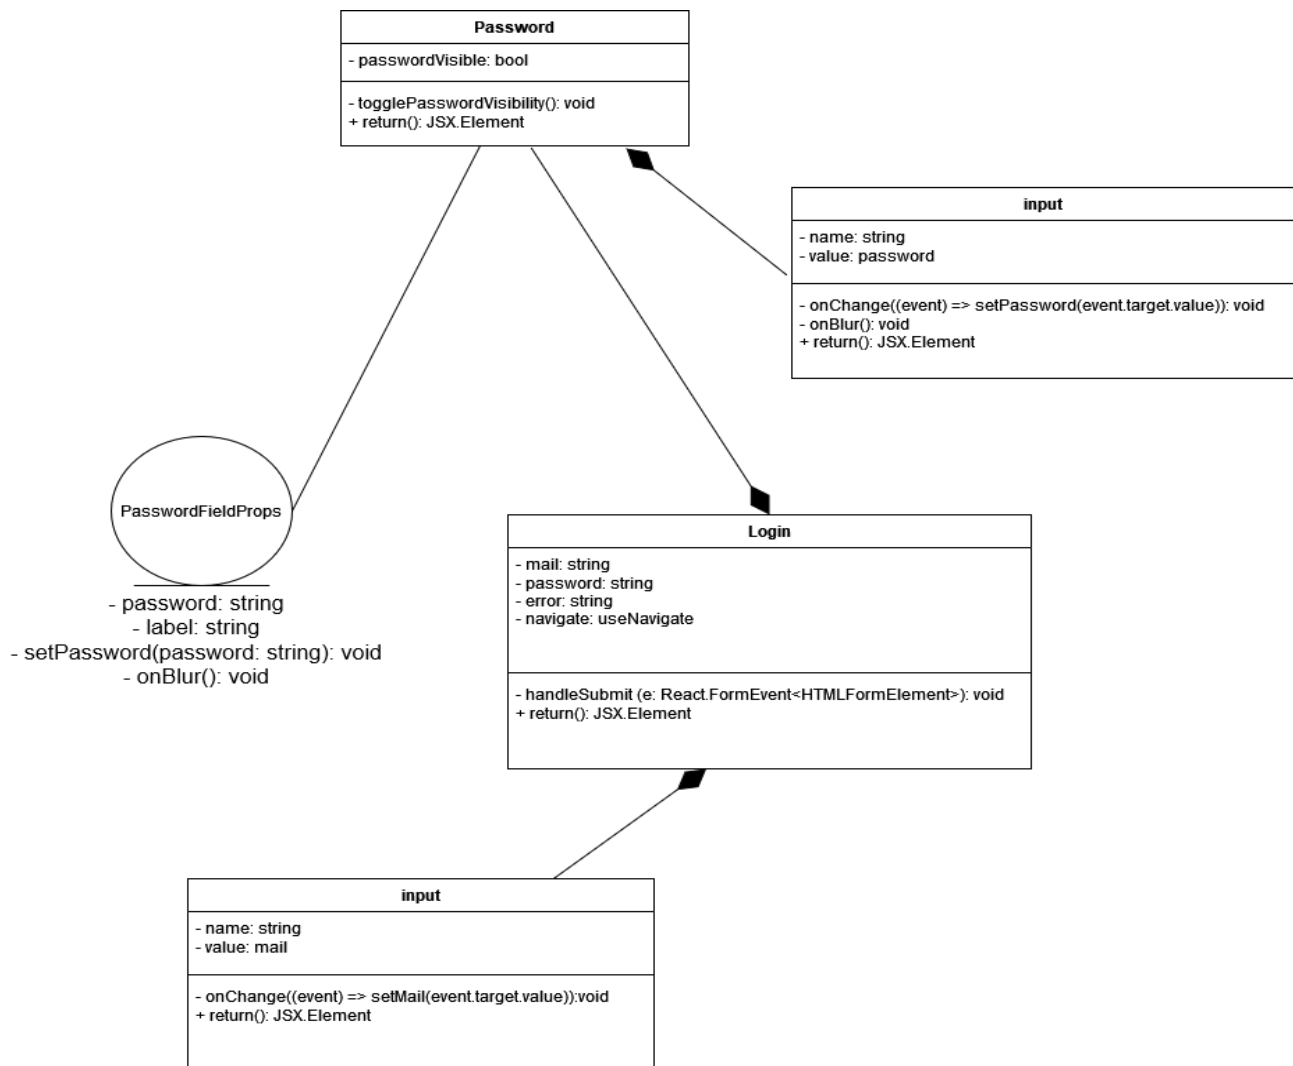 Password
- passwordVisible: bool
- togglePasswordVisibility(): void
+ return(): JSX.Element
input
- name: string
- value: password
- onChange((event) => setPassword(event.target.value)): void
- onBlur(): void
+ return(): JSX.Element
PasswordFieldProps
- password: string
- label: string
- setPassword(password: string): void
- onBlur(): void
Login
- mail: string
- password: string
- error: string
- navigate: useNavigate
- handleSubmit (e: React.FormEvent<HTMLFormElement>): void
+ return(): JSX.Element
input
- name: string
- value: mail
- onChange((event) => setMail(event.target.value)):void
+ return(): JSX.Element